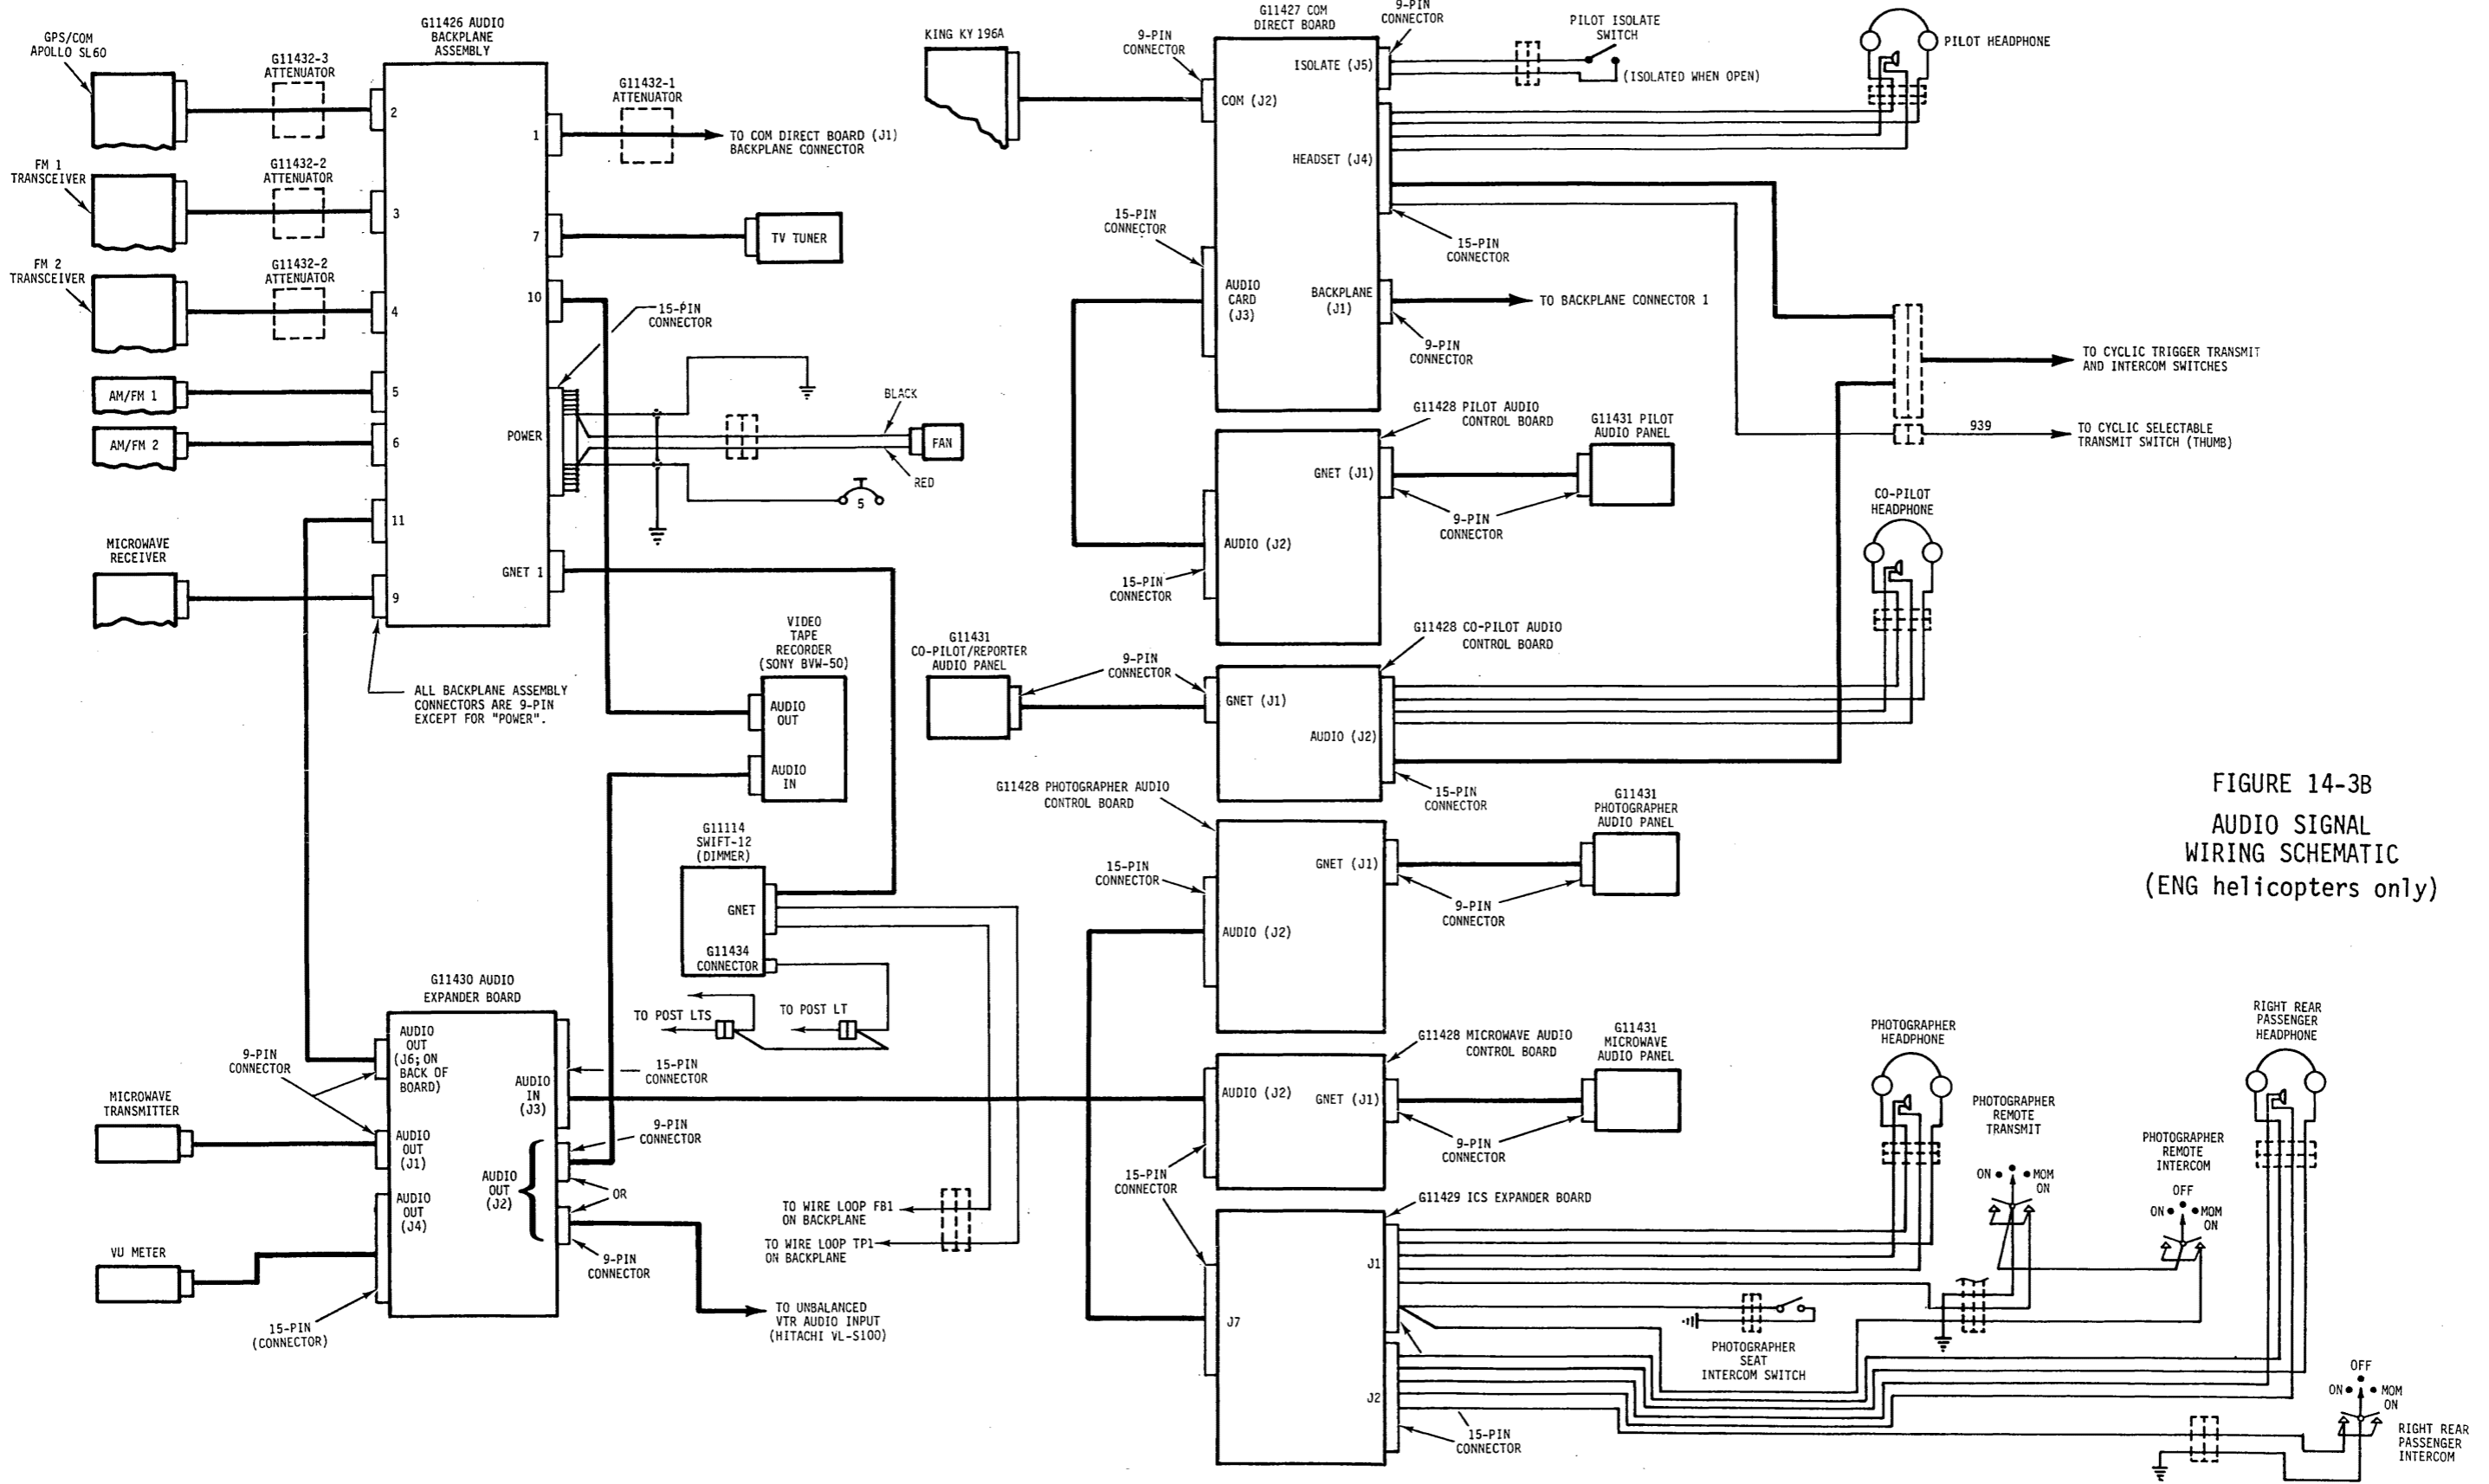 GPS/COM
APOLLO SL60
G11432-3
ATTENUATOR
G11426 AUDIO
BACKPLANE
ASSEMBLY
2
G11432-1
ATTENUATOR
1
TO COM DIRECT BOARD (J1)
BACKPLANE CONNECTOR
FM 1
TRANSCEIVER
G11432-2
ATTENUATOR
3
7
TV TUNER
FM 2
TRANSCEIVER
G11432-2
ATTENUATOR
4
10
15-PIN
CONNECTOR
AM/FM 1
5
AM/FM 2
6
POWER
BLACK
FAN
RED
5
11
MICROWAVE
RECEIVER
9
GNET 1
ALL BACKPLANE ASSEMBLY
CONNECTORS ARE 9-PIN
EXCEPT FOR "POWER".
VIDEO
TAPE
RECORDER
(SONY BVW-50)
AUDIO
OUT
AUDIO
IN
G11114
SWIFT-12
(DIMMER)
GNET
G11434
CONNECTOR
TO POST LTS
TO POST LT
G11430 AUDIO
EXPANDER BOARD
9-PIN
CONNECTOR
AUDIO
OUT
(J6; ON
BACK OF
BOARD)
AUDIO
IN
(J3)
15-PIN
CONNECTOR
MICROWAVE
TRANSMITTER
AUDIO
OUT
(J1)
9-PIN
CONNECTOR
AUDIO
OUT
(J2)
OR
AUDIO
OUT
(J4)
VU METER
9-PIN
CONNECTOR
15-PIN
(CONNECTOR)
TO UNBALANCED
VTR AUDIO INPUT
(HITACHI VL-S100)
TO WIRE LOOP FB1
ON BACKPLANE
TO WIRE LOOP TP1
ON BACKPLANE
KING KY 196A
9-PIN
CONNECTOR
G11427 COM
DIRECT BOARD
9-PIN
CONNECTOR
PILOT ISOLATE
SWITCH
(ISOLATED WHEN OPEN)
PILOT HEADPHONE
ISOLATE (J5)
COM (J2)
HEADSET (J4)
15-PIN
CONNECTOR
15-PIN
CONNECTOR
AUDIO
CARD
(J3)
BACKPLANE
(J1)
TO BACKPLANE CONNECTOR 1
9-PIN
CONNECTOR
TO CYCLIC TRIGGER TRANSMIT
AND INTERCOM SWITCHES
939
TO CYCLIC SELECTABLE
TRANSMIT SWITCH (THUMB)
G11428 PILOT AUDIO
CONTROL BOARD
G11431 PILOT
AUDIO PANEL
GNET (J1)
9-PIN
CONNECTOR
AUDIO (J2)
15-PIN
CONNECTOR
CO-PILOT
HEADPHONE
G11431
CO-PILOT/REPORTER
AUDIO PANEL
9-PIN
CONNECTOR
G11428 CO-PILOT AUDIO
CONTROL BOARD
GNET (J1)
AUDIO (J2)
15-PIN
CONNECTOR
G11428 PHOTOGRAPHER AUDIO
CONTROL BOARD
G11431
PHOTOGRAPHER
AUDIO PANEL
15-PIN
CONNECTOR
GNET (J1)
9-PIN
CONNECTOR
AUDIO (J2)
G11428 MICROWAVE AUDIO
CONTROL BOARD
G11431
MICROWAVE
AUDIO PANEL
AUDIO (J2)
GNET (J1)
9-PIN
CONNECTOR
15-PIN
CONNECTOR
G11429 ICS EXPANDER BOARD
J1
J7
J2
15-PIN
CONNECTOR
PHOTOGRAPHER
SEAT
INTERCOM SWITCH
PHOTOGRAPHER
HEADPHONE
PHOTOGRAPHER
REMOTE
TRANSMIT
ON
MOM
ON
PHOTOGRAPHER
REMOTE
INTERCOM
OFF
ON
MOM
ON
RIGHT REAR
PASSENGER
HEADPHONE
OFF
ON
MOM
ON
RIGHT REAR
PASSENGER
INTERCOM
FIGURE 14-3B
AUDIO SIGNAL
WIRING SCHEMATIC
(ENG helicopters only)